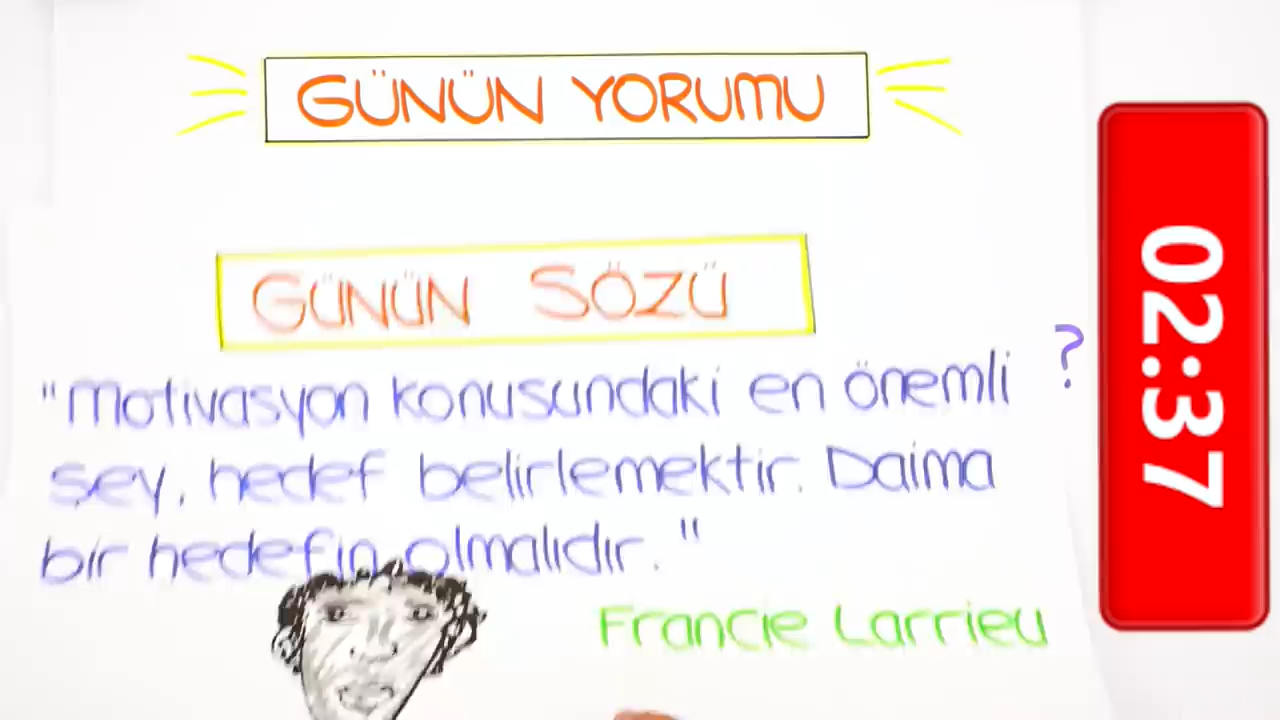 GÜNÜN YORUMU
GÜNÜN SÖZÜ
"Motivasyon konusundaki en önemli
?
şey, hedef belirlemektir. Daima
bir hedefin olmalıdır."
Francie Larrieu
02:37